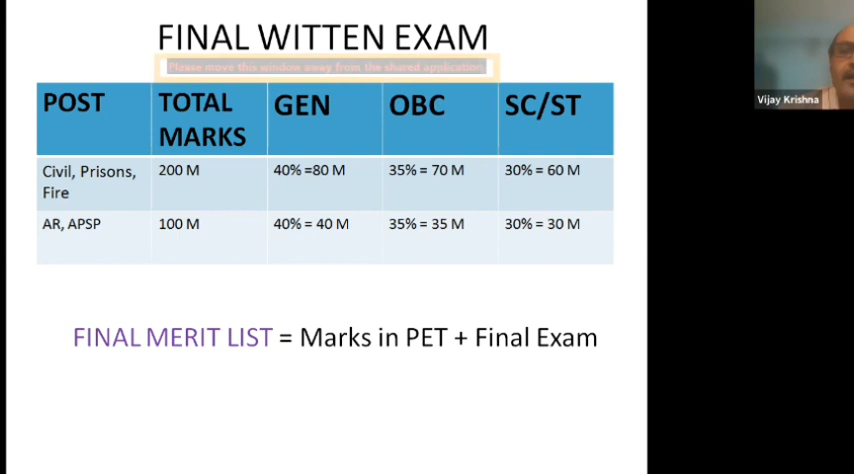 FINAL WITTEN EXAM
Please move this window away from the shared application
POST
TOTAL
MARKS
GEN
OBC
SC/ST
Civil, Prisons,
Fire
200 M
40% =80 M
35% = 70 M
30% = 60 M
AR, APSP
100 M
40% = 40 M
35% = 35 M
30% = 30 M
FINAL MERIT LIST = Marks in PET + Final Exam
Vijay Krishna